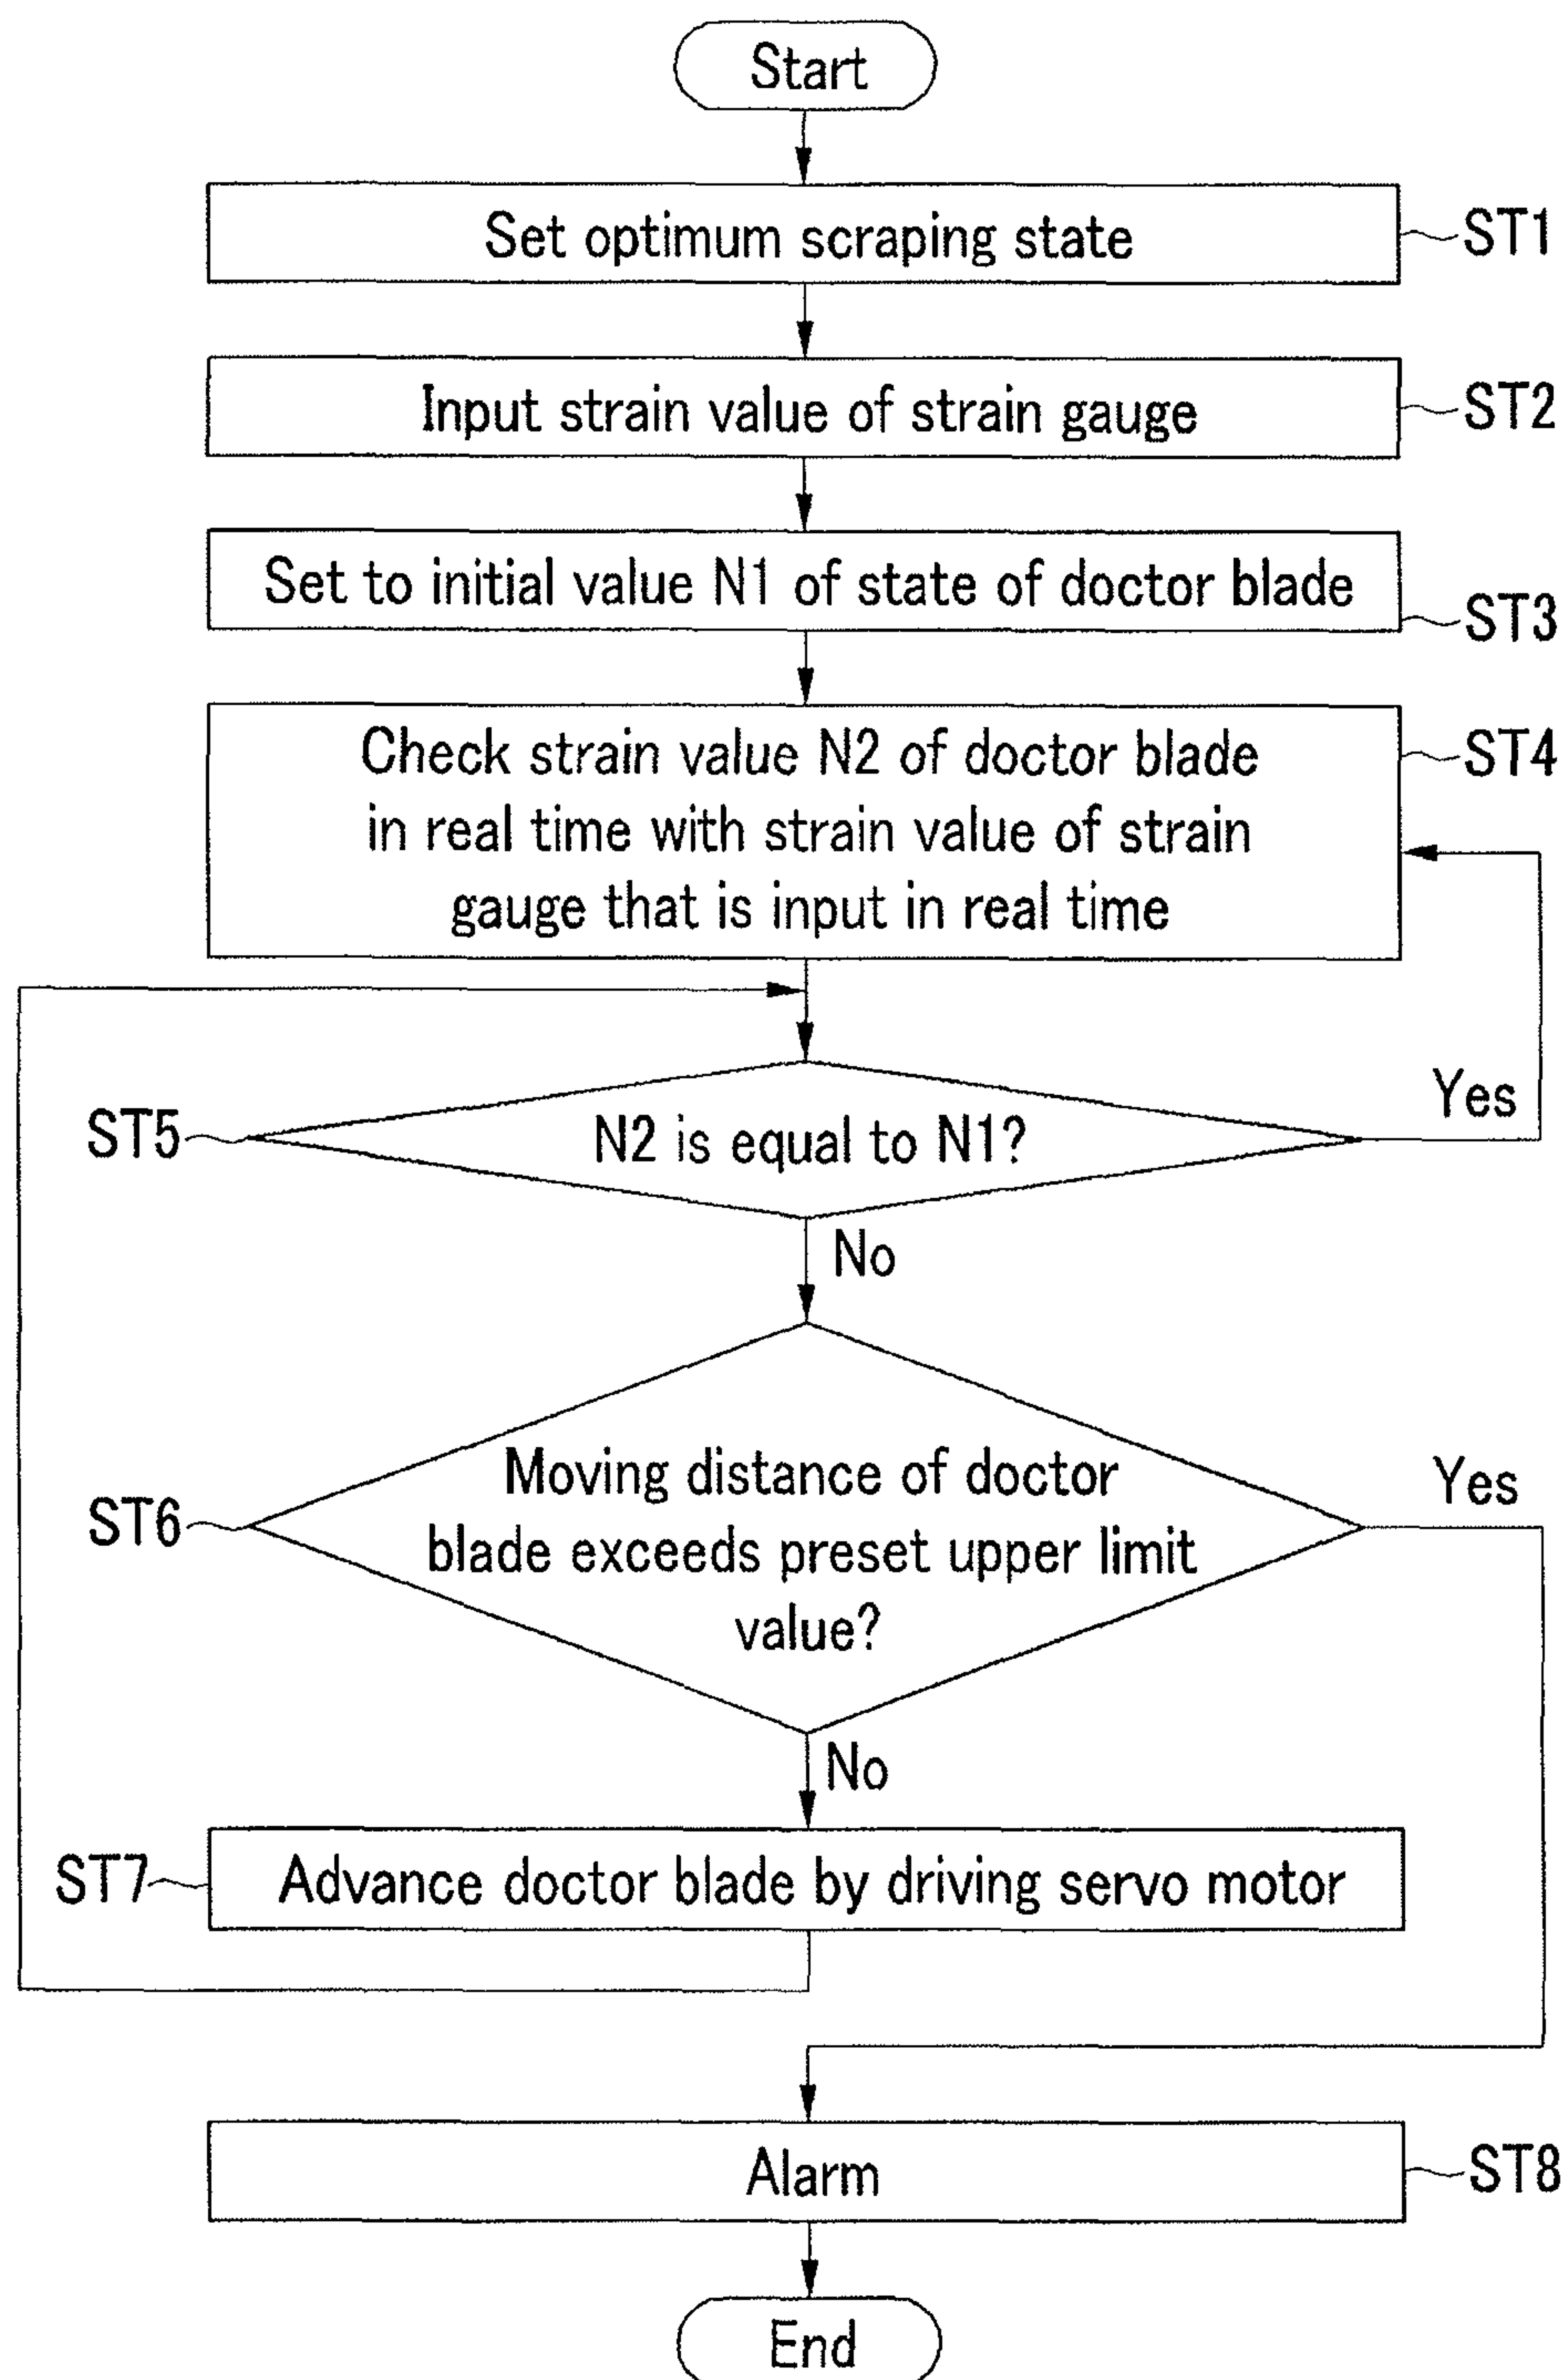 Start
Set optimum scraping state
ST1
Input strain value of strain gauge
ST2
Set to initial value N1 of state of doctor blade
ST3
Check strain value N2 of doctor blade
in real time with strain value of strain
gauge that is input in real time
ST4
ST5
N2 is equal to N1?
Yes
No
ST6
Moving distance of doctor
blade exceeds preset upper limit
value?
Yes
No
ST7
Advance doctor blade by driving servo motor
Alarm
ST8
End